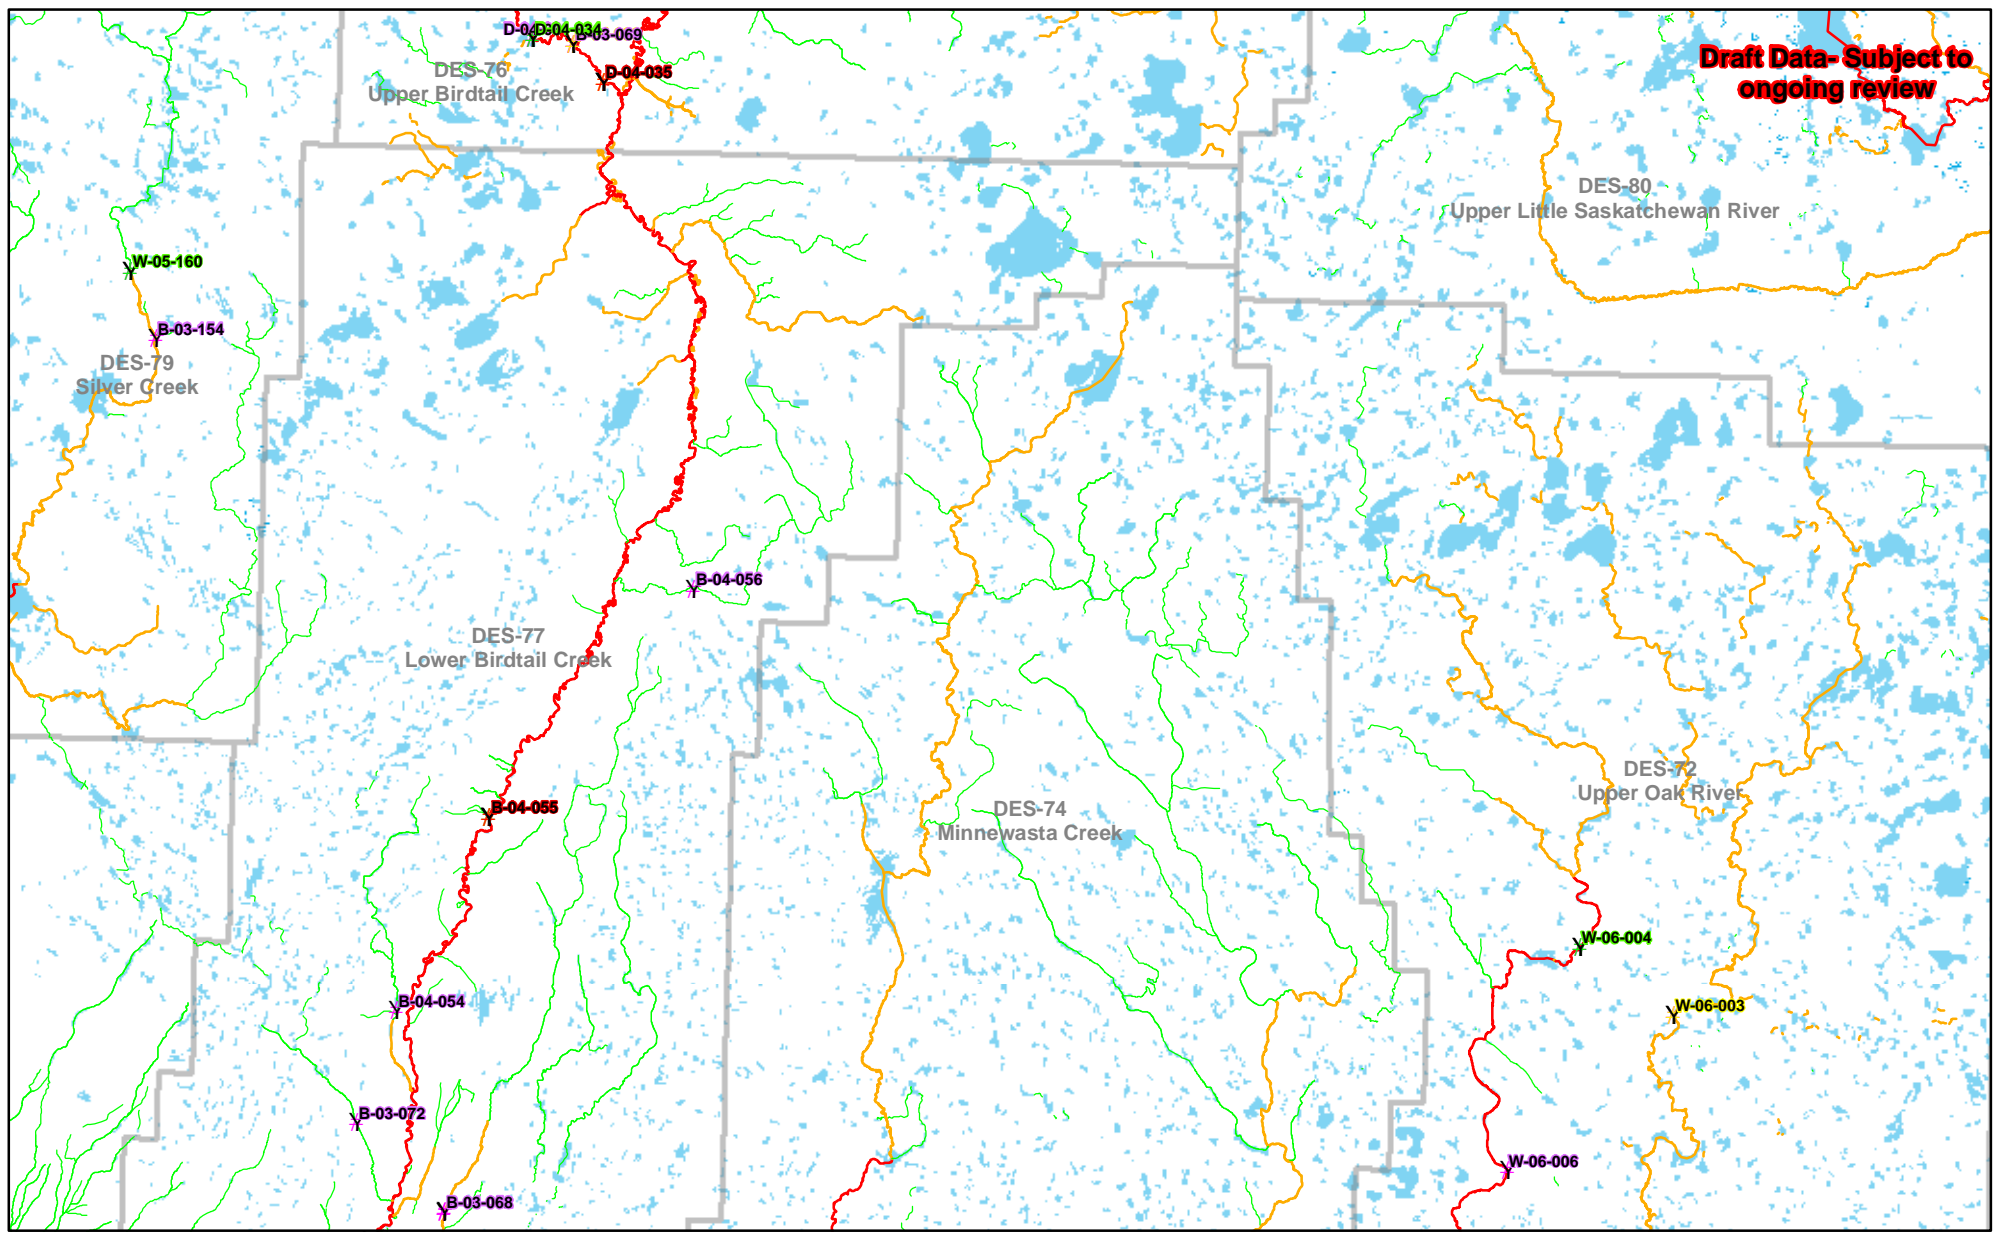 D-04-034
B-03-069
D-04-035
DES-76
Upper Birdtail Creek
Draft Data- Subject to
ongoing review
DES-80
Upper Little Saskatchewan River
W-05-160
B-03-154
DES-79
Silver Creek
B-04-056
DES-77
Lower Birdtail Creek
DES-72
Upper Oak River
B-04-055
DES-74
Minnewasta Creek
W-06-004
B-04-054
W-06-003
B-03-072
W-06-006
B-03-068